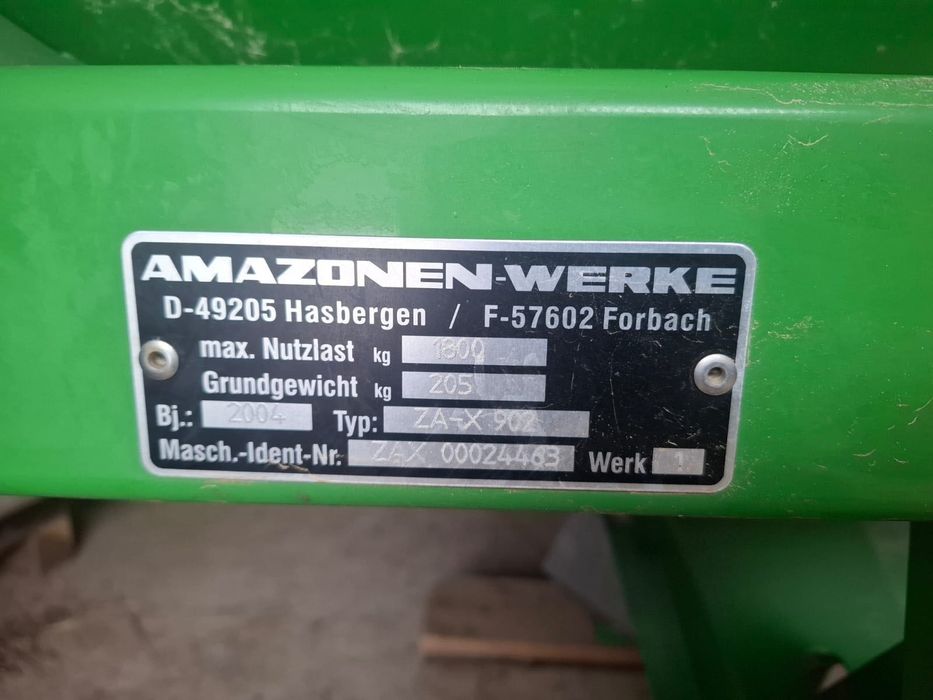 AMAZONEN-WERKE
D-49205 Hasbergen / F-57602 Forbach
max. Nutzlast kg 1800
Grundgewicht kg 205
Bj.: 2004 Typ: ZA-X 902
Masch.-Ident-Nr. ZAX 00024463 Werk 1